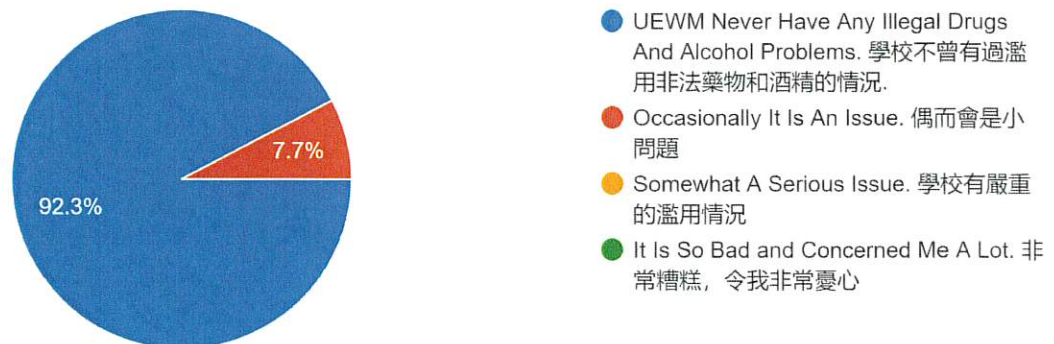 92.3%
7.7%
UEWM Never Have Any Illegal Drugs
And Alcohol Problems. 學校不曾有過濫
用非法藥物和酒精的情況.
Occasionally It Is An Issue. 偶而會是小
問題
Somewhat A Serious Issue. 學校有嚴重
的濫用情況
It Is So Bad and Concerned Me A Lot. 非
常糟糕，令我非常憂心